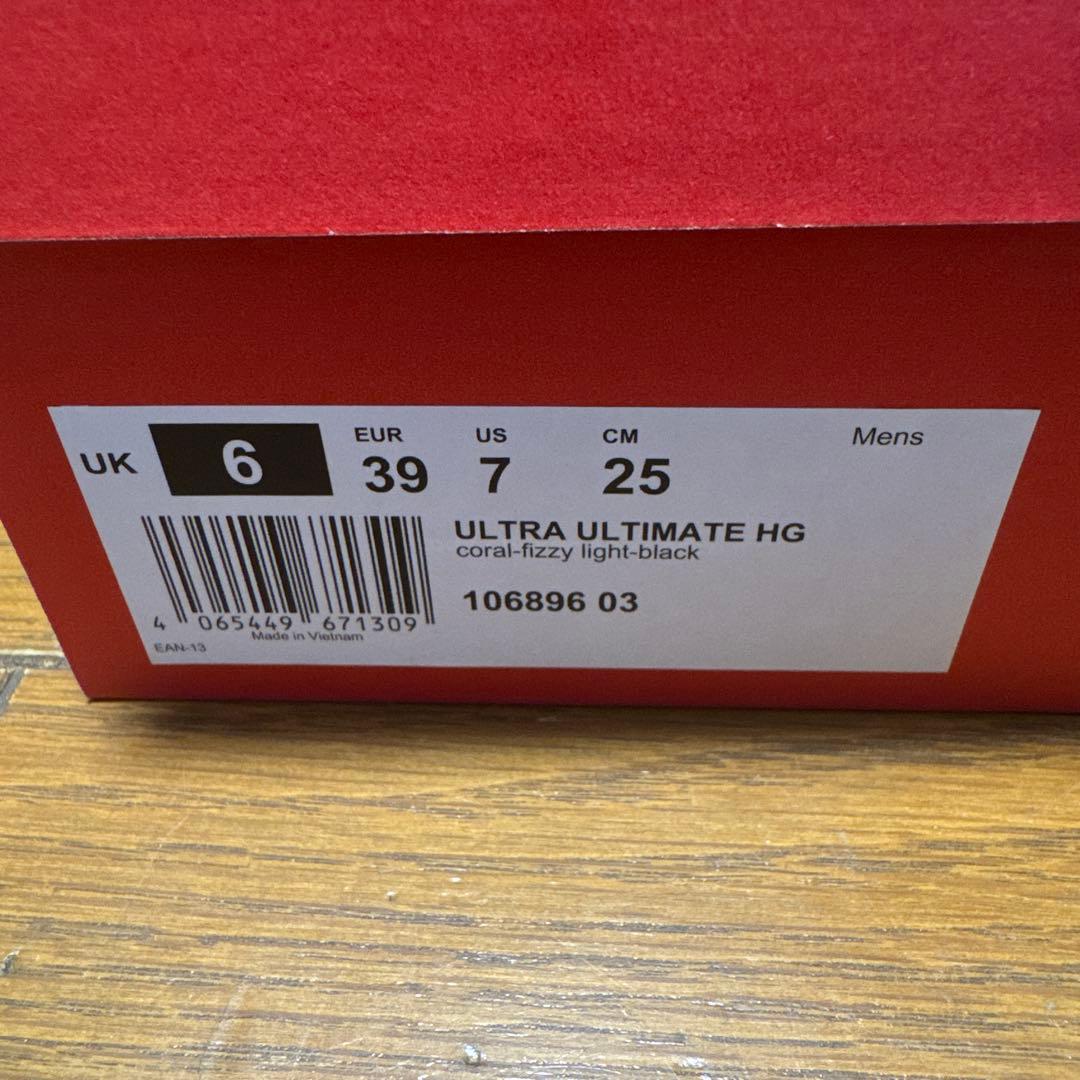 UK 6 EUR 39 US 7 CM 25 Mens
ULTRA ULTIMATE HG
coral-fizzy light-black
106896 03
4 065449 671309
Made in Vietnam
EAN-13